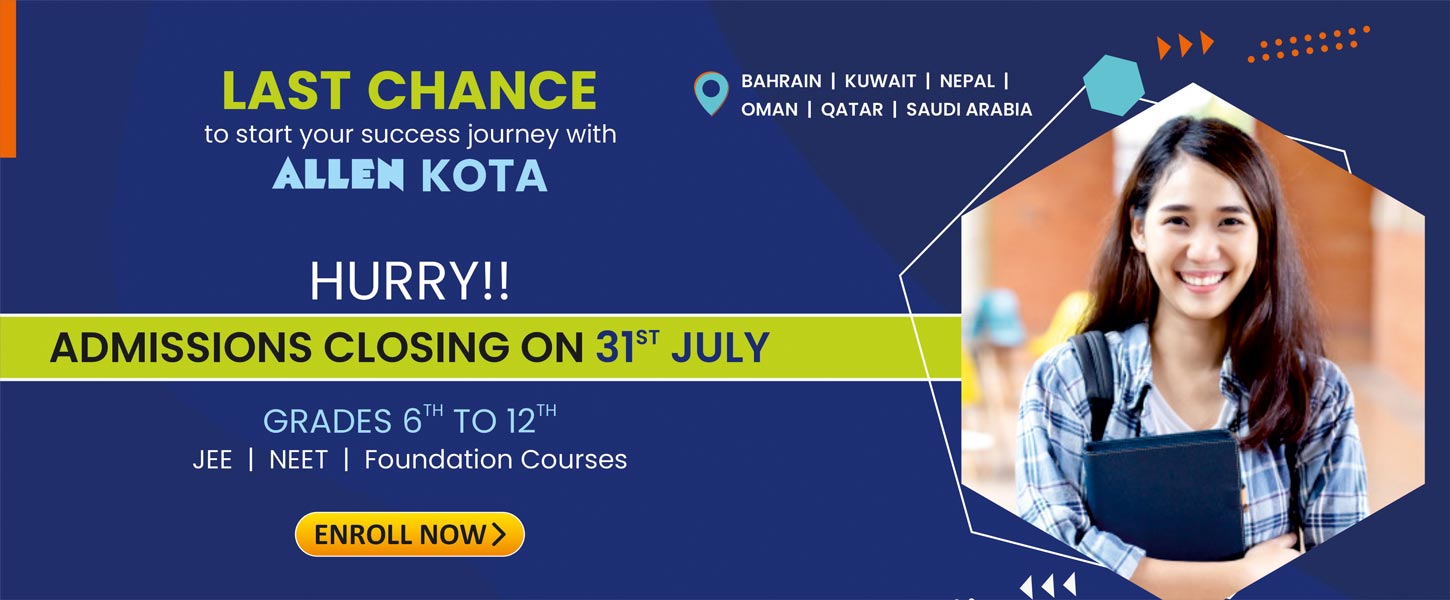 LAST CHANCE
to start your success journey with
ALLEN KOTA
BAHRAIN | KUWAIT | NEPAL |
OMAN | QATAR | SAUDI ARABIA
HURRY!!
ADMISSIONS CLOSING ON 31ST JULY
GRADES 6TH TO 12TH
JEE | NEET | Foundation Courses
ENROLL NOW